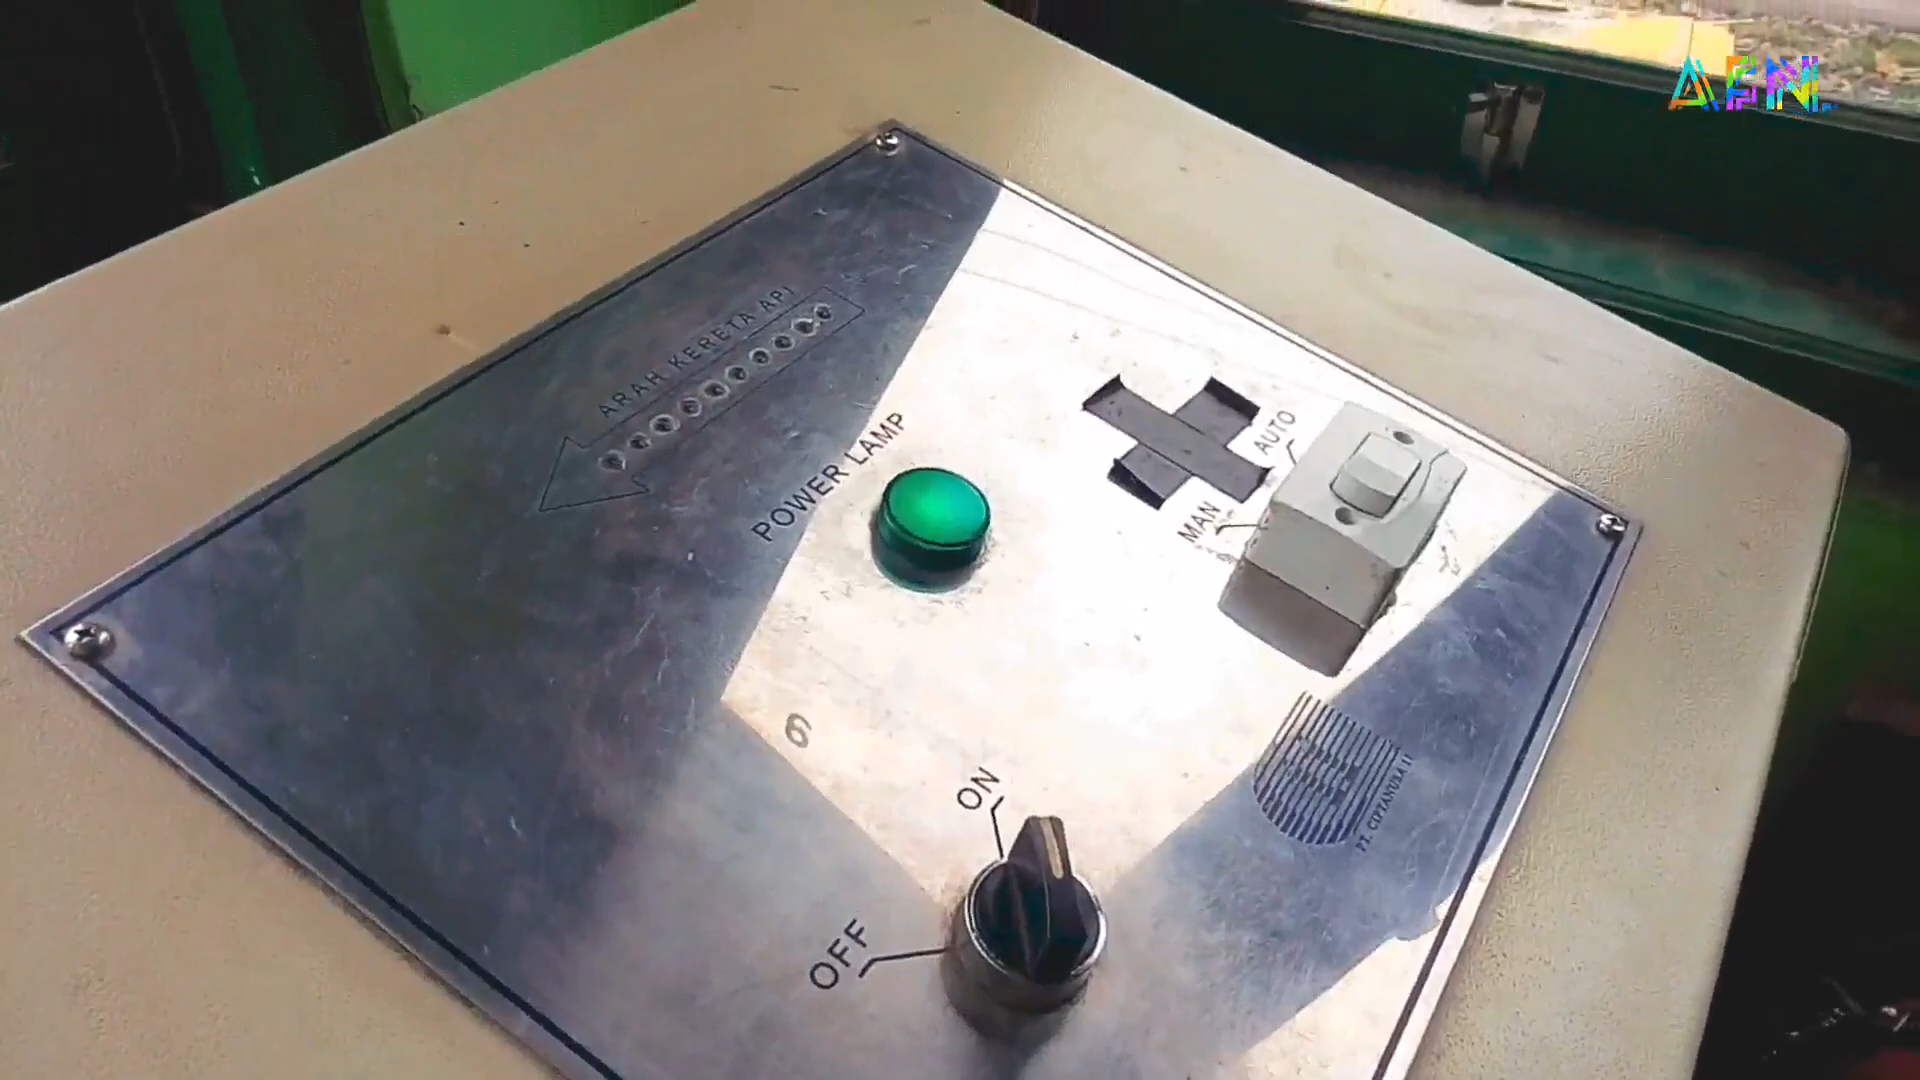 AFN
ARAH KERETA API
POWER LAMP
AUTO
MAN
6
ON
OFF